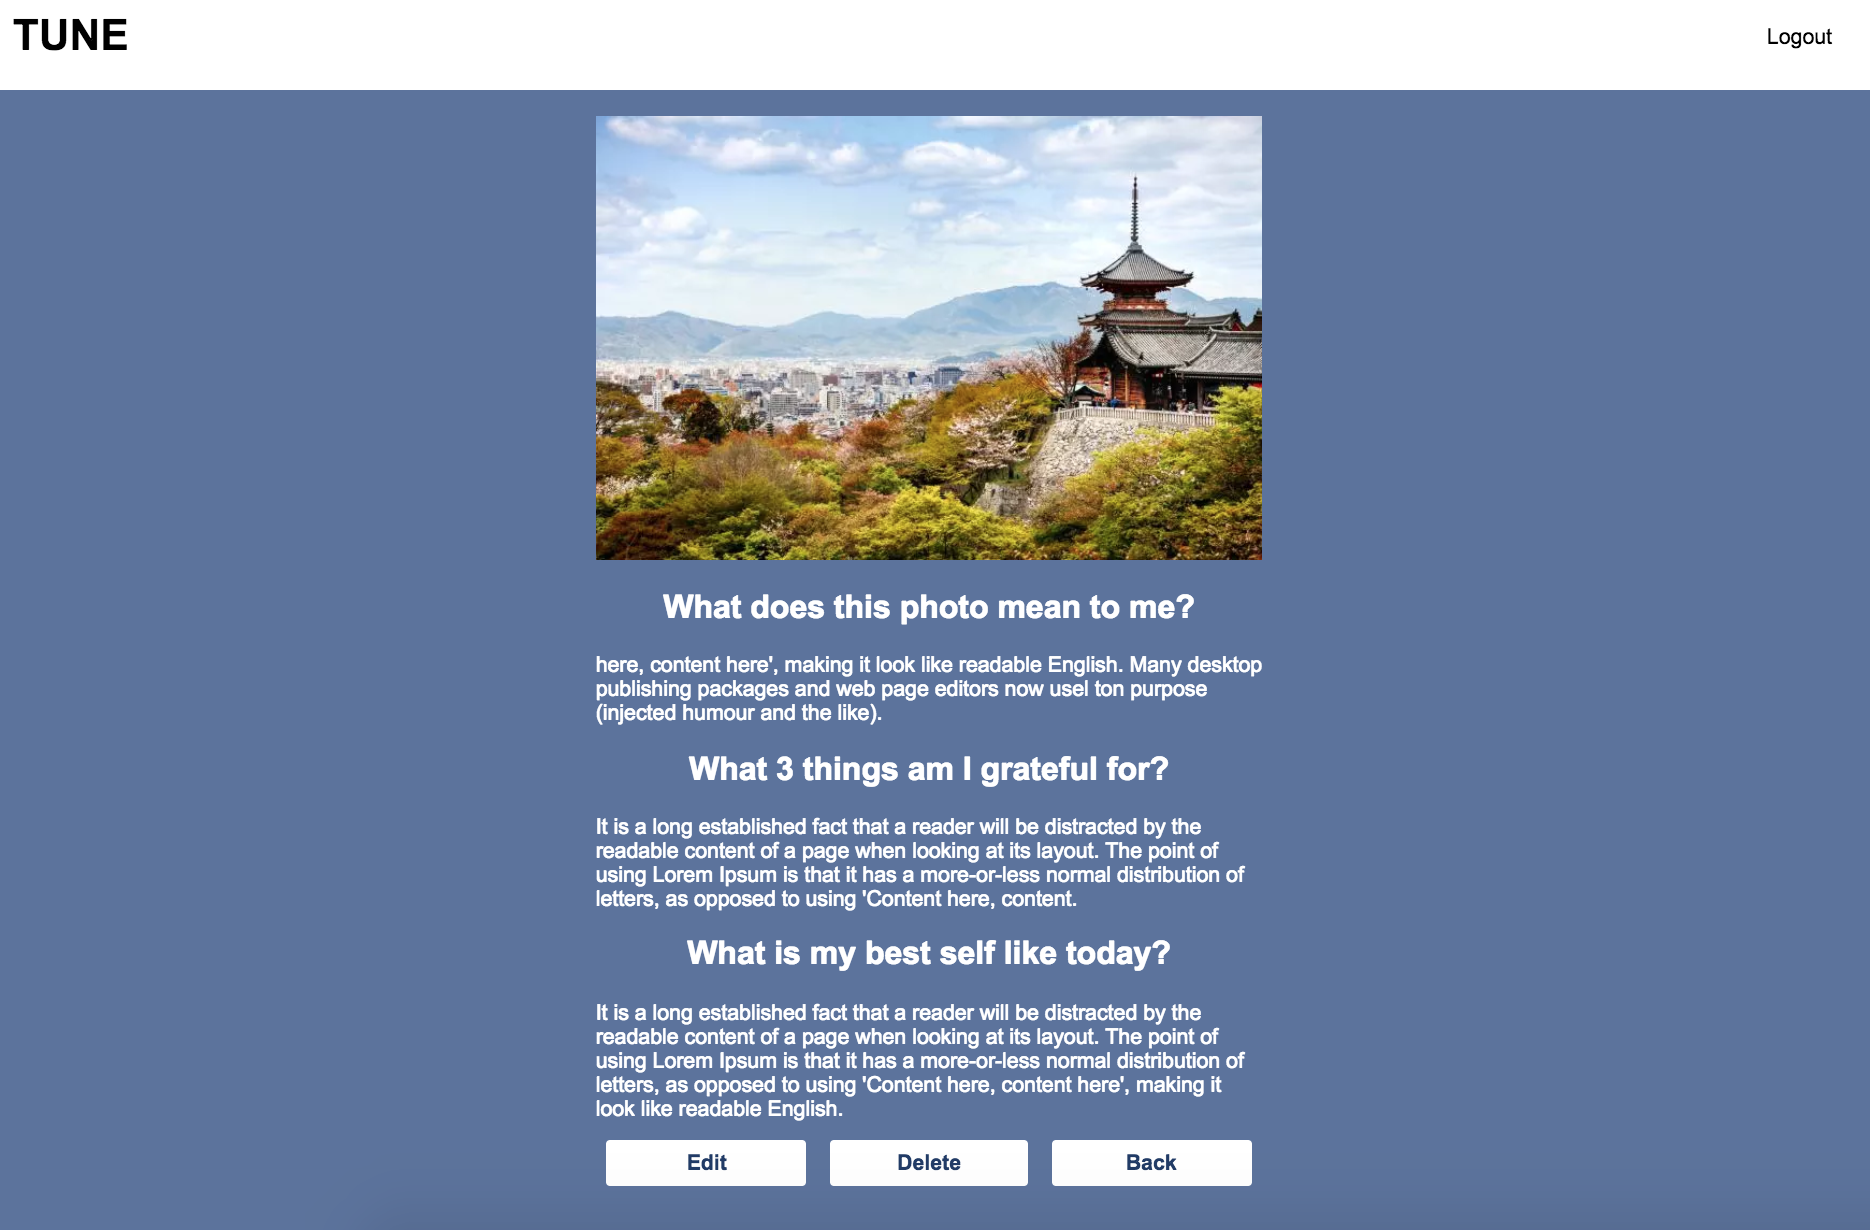 TUNE
Logout
What does this photo mean to me?
here, content here', making it look like readable English. Many desktop
publishing packages and web page editors now usel ton purpose
(injected humour and the like).
What 3 things am I grateful for?
It is a long established fact that a reader will be distracted by the
readable content of a page when looking at its layout. The point of
using Lorem Ipsum is that it has a more-or-less normal distribution of
letters, as opposed to using 'Content here, content.
What is my best self like today?
It is a long established fact that a reader will be distracted by the
readable content of a page when looking at its layout. The point of
using Lorem Ipsum is that it has a more-or-less normal distribution of
letters, as opposed to using 'Content here, content here', making it
look like readable English.
Edit
Delete
Back